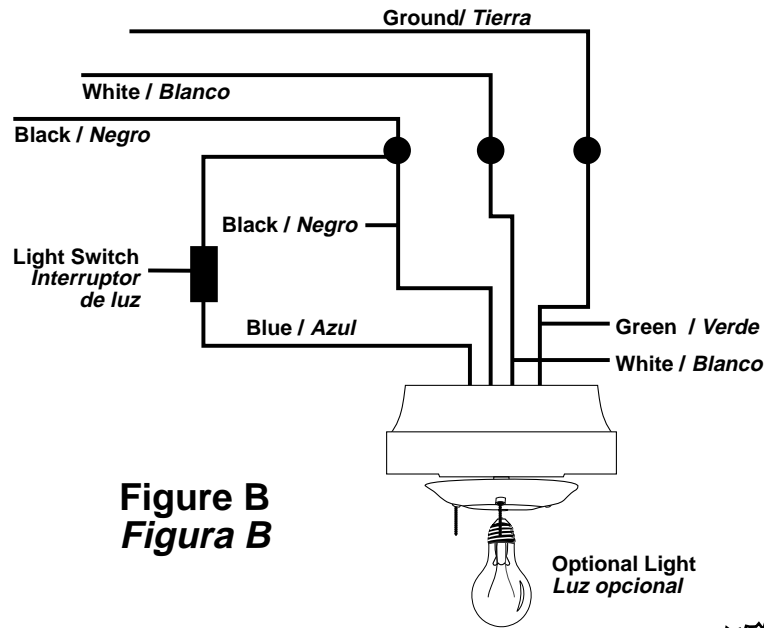 Ground/ Tierra
White / Blanco
Black / Negro
Black / Negro
Light Switch
Interruptor
de luz
Blue / Azul
Green / Verde
White / Blanco
Figure B
Figura B
Optional Light
Luz opcional